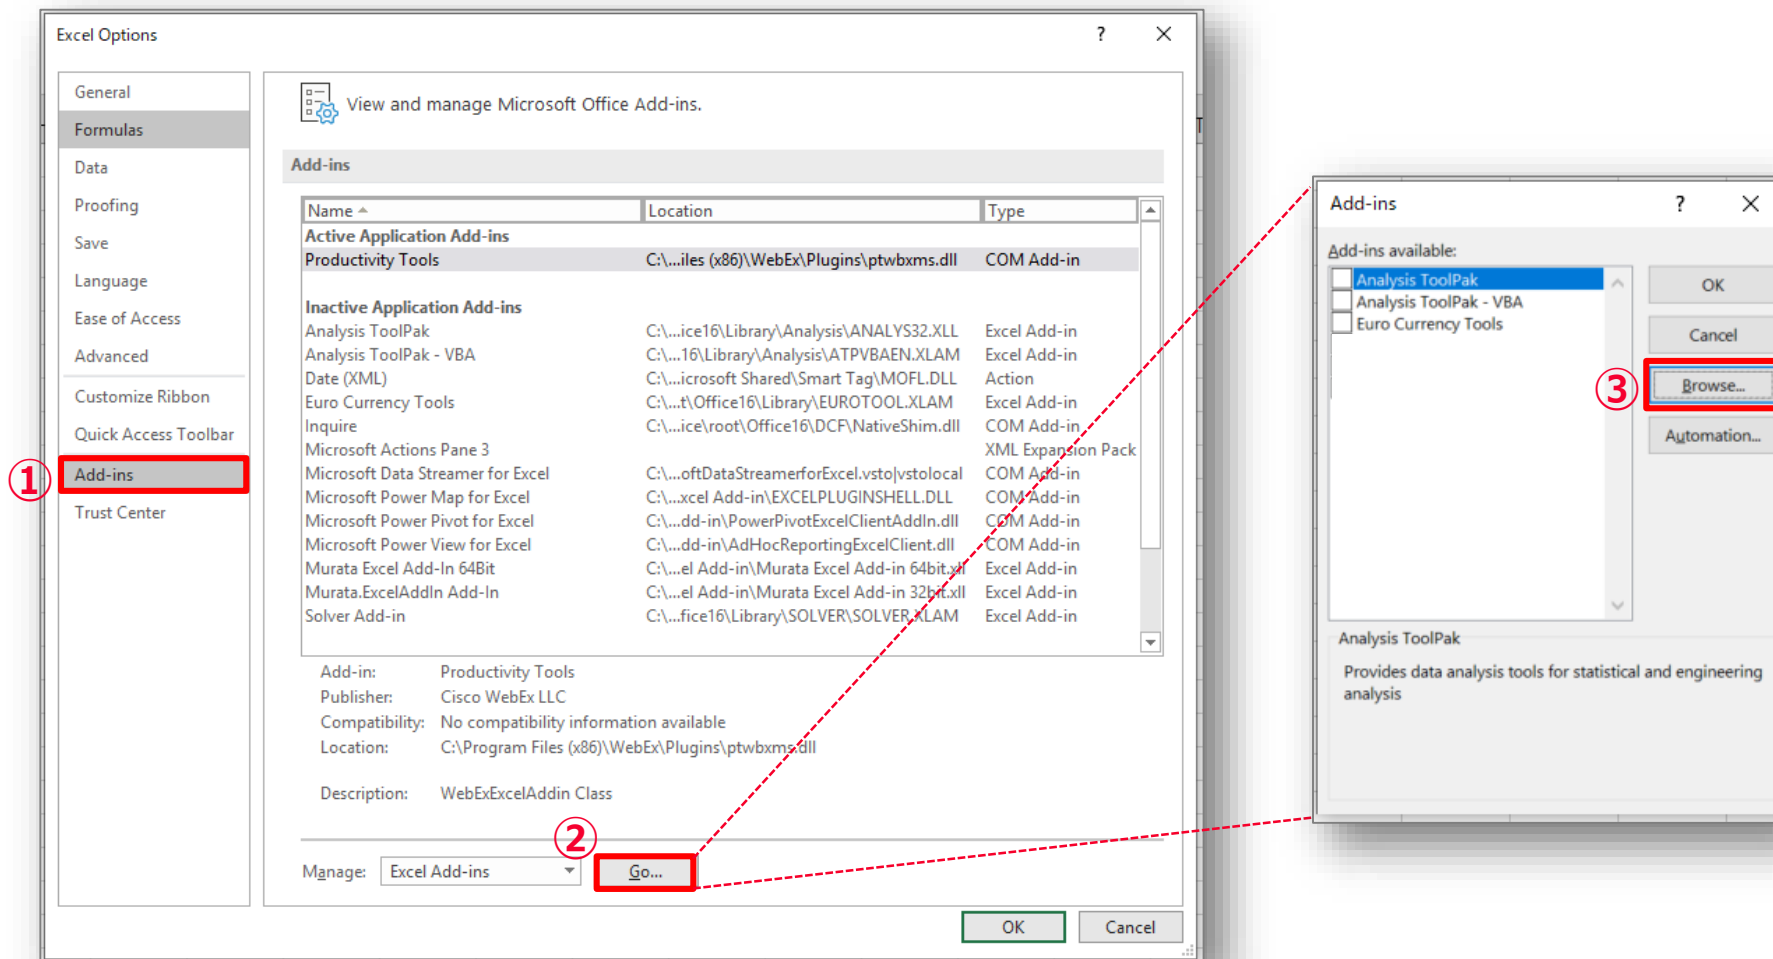 Excel Options ? ×
General
Formulas
Data
Proofing
Save
Language
Ease of Access
Advanced
Customize Ribbon
Quick Access Toolbar
① Add-ins
Trust Center
View and manage Microsoft Office Add-ins.
Add-ins
Name Location Type
Active Application Add-ins
Productivity Tools C:\...iles (x86)\WebEx\Plugins\ptwbxms.dll COM Add-in
Inactive Application Add-ins
Analysis ToolPak C:\...ice16\Library\Analysis\ANALYS32.XLL Excel Add-in
Analysis ToolPak - VBA C:\...16\Library\Analysis\ATPVBAEN.XLAM Excel Add-in
Date (XML) C:\...icrosoft Shared\Smart Tag\MOFL.DLL Action
Euro Currency Tools C:\...t\Office16\Library\EUROTOOL.XLAM Excel Add-in
Inquire C:\...ice\root\Office16\DCF\NativeShim.dll COM Add-in
Microsoft Actions Pane 3 XML Expansion Pack
Microsoft Data Streamer for Excel C:\...oftDataStreamerforExcel.vsto|vstolocal COM Add-in
Microsoft Power Map for Excel C:\...xcel Add-in\EXCELPLUGINSHELL.DLL COM Add-in
Microsoft Power Pivot for Excel C:\...dd-in\PowerPivotExcelClientAddIn.dll COM Add-in
Microsoft Power View for Excel C:\...dd-in\AdHocReportingExcelClient.dll COM Add-in
Murata Excel Add-In 64Bit C:\...el Add-in\Murata Excel Add-in 64bit.xll Excel Add-in
Murata.ExcelAddIn Add-In C:\...el Add-in\Murata Excel Add-in 32bit.xll Excel Add-in
Solver Add-in C:\...fice16\Library\SOLVER\SOLVER.XLAM Excel Add-in
Add-in: Productivity Tools
Publisher: Cisco WebEx LLC
Compatibility: No compatibility information available
Location: C:\Program Files (x86)\WebEx\Plugins\ptwbxms.dll
Description: WebExExcelAddin Class
②
Manage: Excel Add-ins Go...
OK Cancel
Add-ins ? ×
Add-ins available:
Analysis ToolPak
Analysis ToolPak - VBA
Euro Currency Tools
OK
Cancel
③ Browse...
Automation...
Analysis ToolPak
Provides data analysis tools for statistical and engineering
analysis